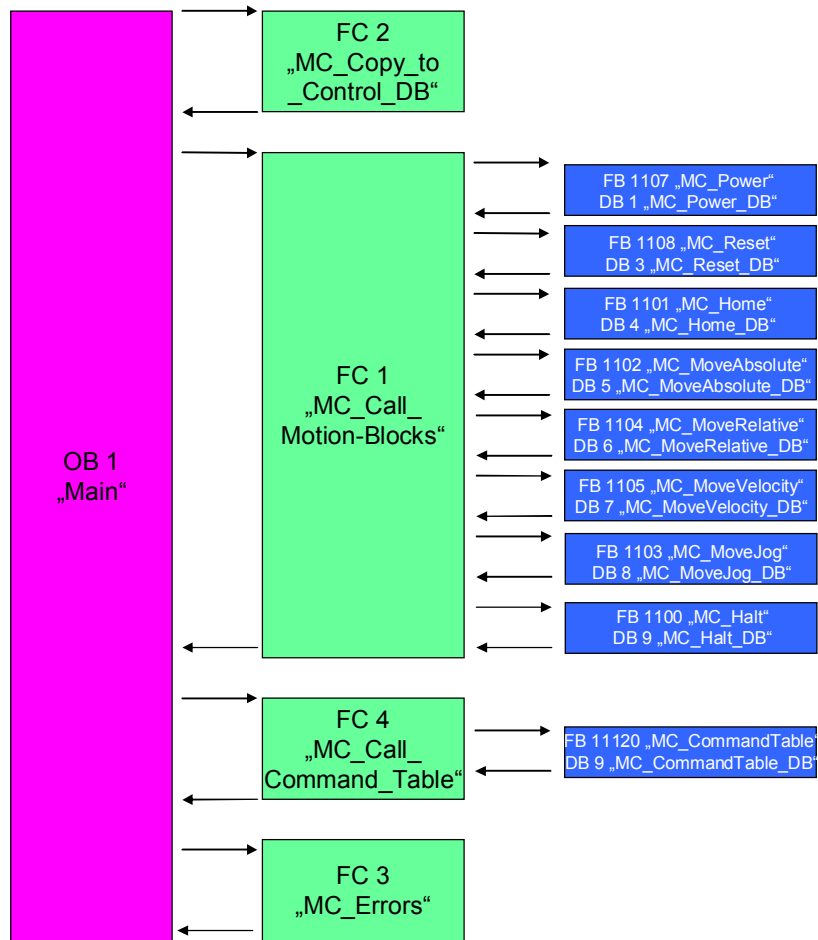 OB 1
„Main“
FC 2
„MC_Copy_to
_Control_DB“
FC 1
„MC_Call_
Motion-Blocks“
FB 1107 „MC_Power“
DB 1 „MC_Power_DB“
FB 1108 „MC_Reset“
DB 3 „MC_Reset_DB“
FB 1101 „MC_Home“
DB 4 „MC_Home_DB“
FB 1102 „MC_MoveAbsolute“
DB 5 „MC_MoveAbsolute_DB“
FB 1104 „MC_MoveRelative“
DB 6 „MC_MoveRelative_DB“
FB 1105 „MC_MoveVelocity“
DB 7 „MC_MoveVelocity_DB“
FB 1103 „MC_MoveJog“
DB 8 „MC_MoveJog_DB“
FB 1100 „MC_Halt“
DB 9 „MC_Halt_DB“
FC 4
„MC_Call_
Command_Table“
FB 11120 „MC_CommandTable“
DB 9 „MC_CommandTable_DB“
FC 3
„MC_Errors“